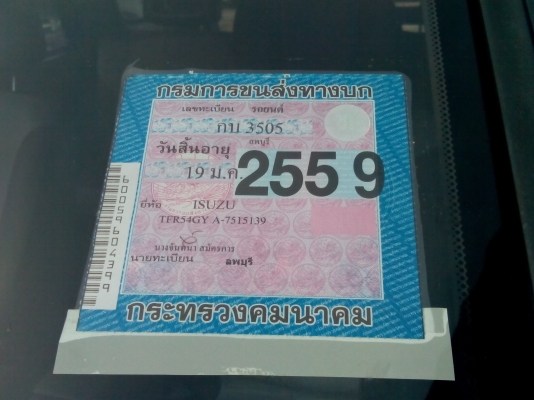 กรมการขนส่งทางบก
เลขทะเบียน รถยนต์
กบ 3505
ลพบุรี
วันสิ้นอายุ
19 ม.ค. 2559
ยี่ห้อ ISUZU
TER54GY A-7515139
นายทะเบียน ลพบุรี
กระทรวงคมนาคม